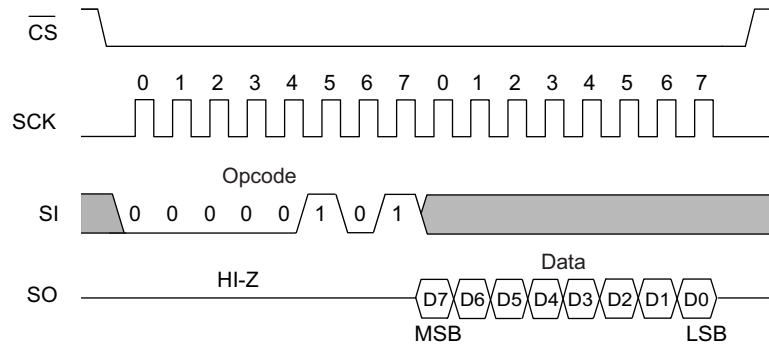 CS
0 1 2 3 4 5 6 7 0 1 2 3 4 5 6 7
SCK
Opcode
SI 0 0 0 0 0 1 0 1
Data
HI-Z
SO D7 D6 D5 D4 D3 D2 D1 D0
MSB LSB